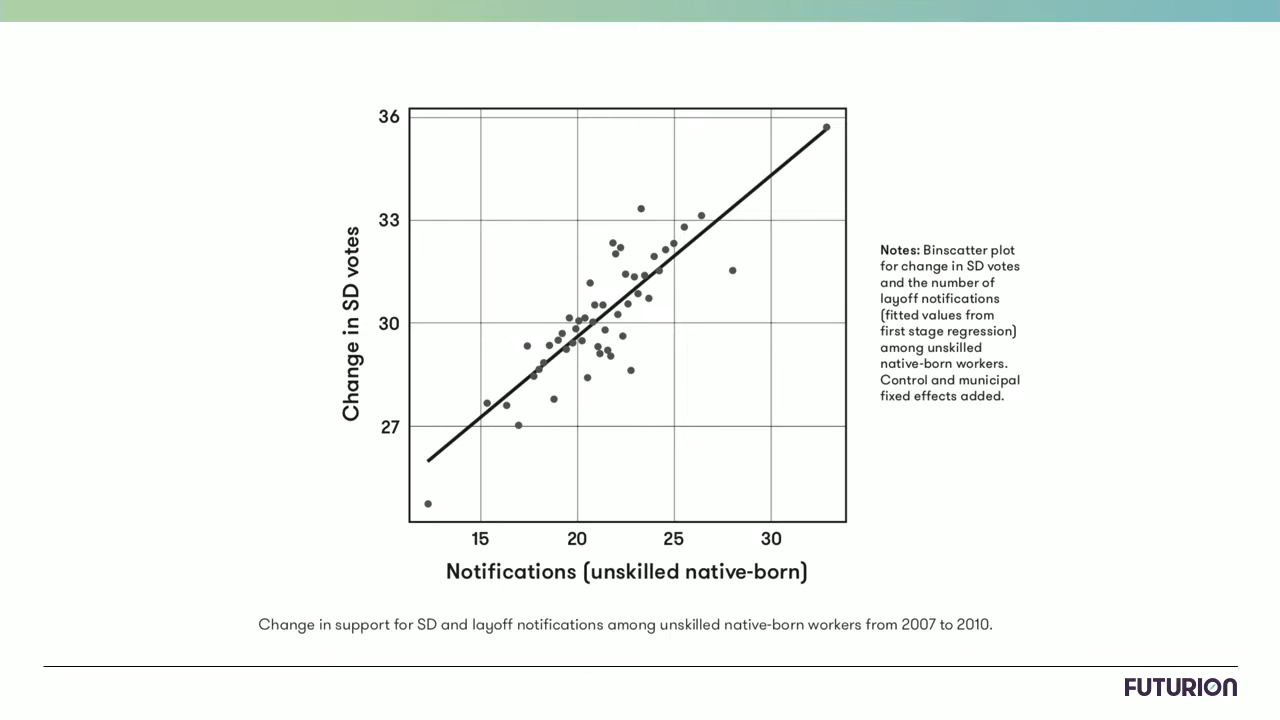 36
33
30
27
Change in SD votes
15 20 25 30
Notifications (unskilled native-born)
Notes: Binscatter plot
for change in SD votes
and the number of
layoff notifications
(fitted values from
first stage regression)
among unskilled
native-born workers.
Control and municipal
fixed effects added.
Change in support for SD and layoff notifications among unskilled native-born workers from 2007 to 2010.
FUTURION